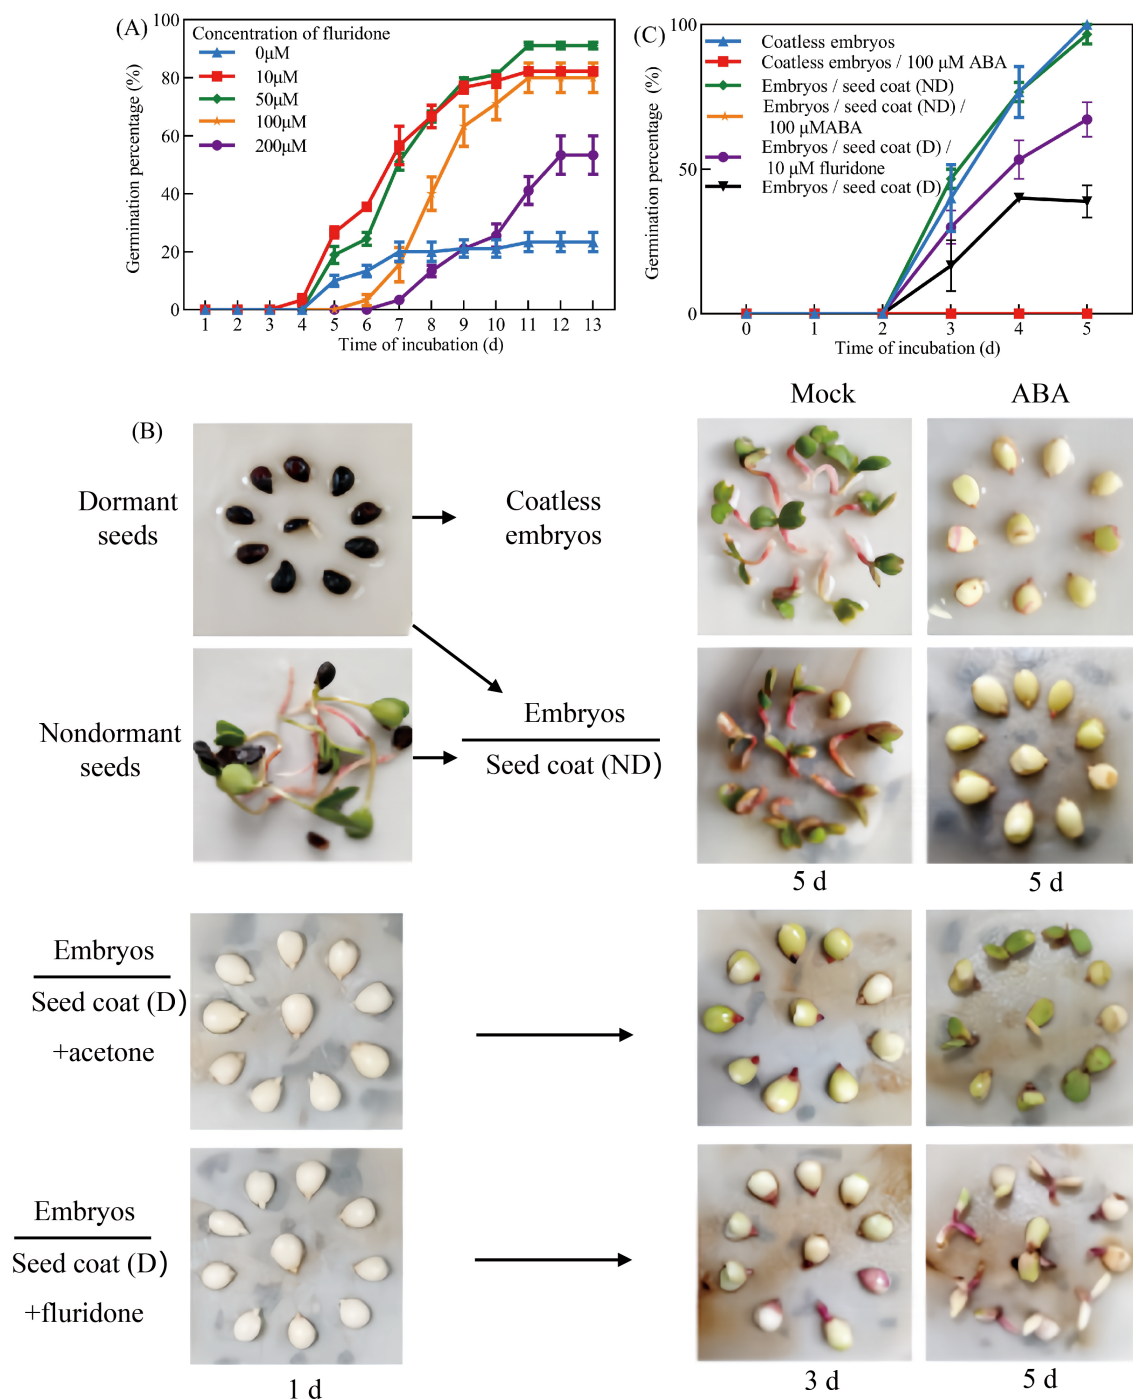 (A)
Concentration of fluridone
0μM
10μM
50μM
100μM
200μM
Germination percentage (%)
100
80
60
40
20
0
1 2 3 4 5 6 7 8 9 10 11 12 13
Time of incubation (d)
(C)
Coatless embryos
Coatless embryos / 100 μM ABA
Embryos / seed coat (ND)
Embryos / seed coat (ND) /
100 μMABA
Embryos / seed coat (D) /
10 μM fluridone
Embryos / seed coat (D)
Germination percentage (%)
100
50
0
0 1 2 3 4 5
Time of incubation (d)
(B)
Mock ABA
Dormant
seeds
Coatless
embryos
Nondormant
seeds
Embryos
Seed coat (ND)
5 d 5 d
Embryos
Seed coat (D)
+acetone
Embryos
Seed coat (D)
+fluridone
1 d 3 d 5 d